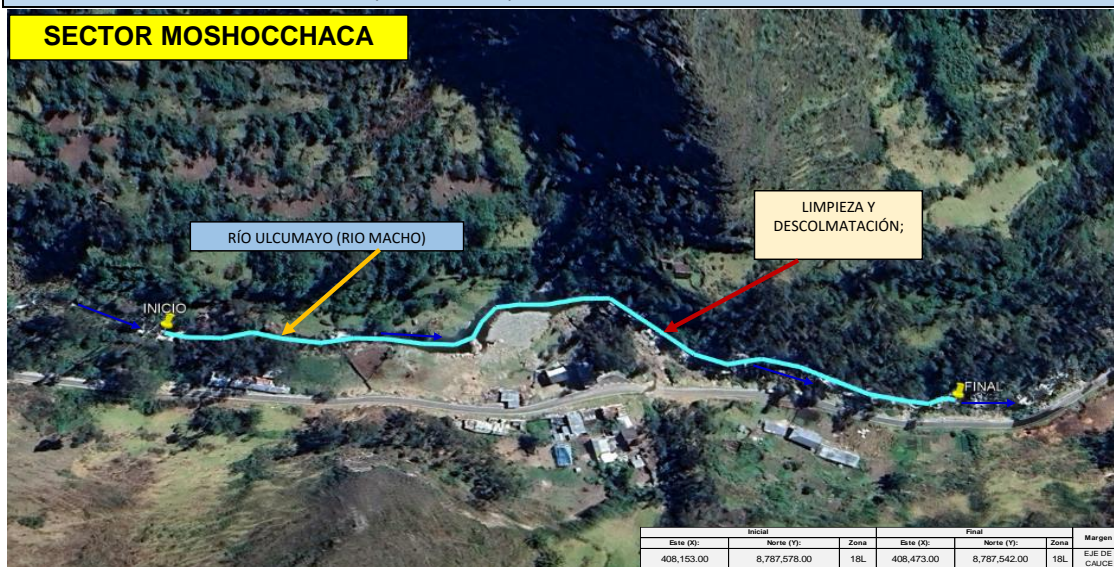 SECTOR MOSHOCCHACA
LIMPIEZA Y
DESCOLMATACIÓN;
RÍO ULCUMAYO (RIO MACHO)
INICIO
FINAL
Inicial Final Margen
Este (X): Norte (Y): Zona Este (X): Norte (Y): Zona
408,153.00 8,787,578.00 18L 408,473.00 8,787,542.00 18L EJE DE
CAUCE